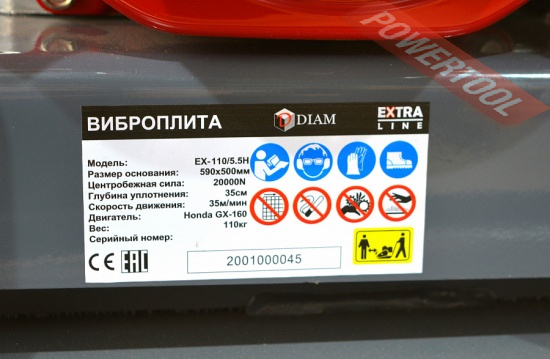 POWERTOOL
ВИБРОПЛИТА DIAM EXTRA LINE
Модель: EX-110/5.5H
Размер основания: 590х500мм
Центробежная сила: 20000N
Глубина уплотнения: 35см
Скорость движения: 35м/мин
Двигатель: Honda GX-160
Вес: 110кг
Серийный номер:
CE EAC 2001000045